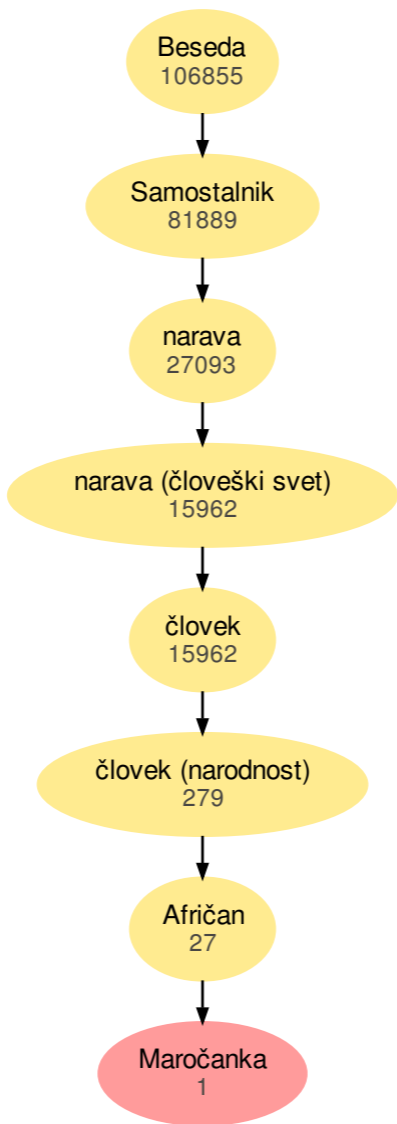 Beseda
106855
Samostalnik
81889
narava
27093
narava (človeški svet)
15962
človek
15962
človek (narodnost)
279
Afričan
27
Maročanka
1